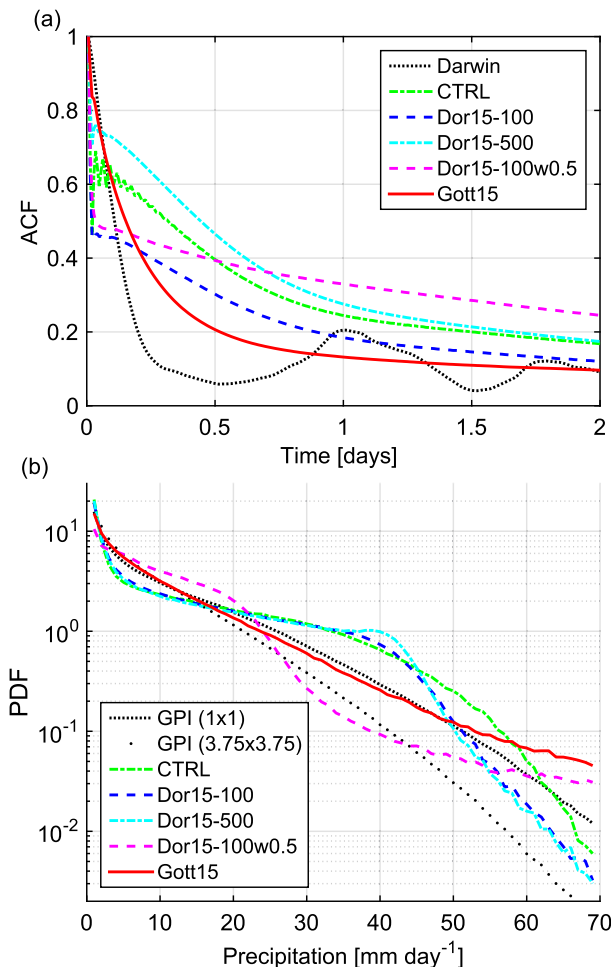 (a)
1
0.8
0.6
0.4
0.2
0
ACF
Darwin
CTRL
Dor15-100
Dor15-500
Dor15-100w0.5
Gott15
0 0.5 1 1.5 2
Time [days]
(b)
10^1
10^0
10^-1
10^-2
PDF
GPI (1x1)
GPI (3.75x3.75)
CTRL
Dor15-100
Dor15-500
Dor15-100w0.5
Gott15
0 10 20 30 40 50 60 70
Precipitation [mm day^-1]